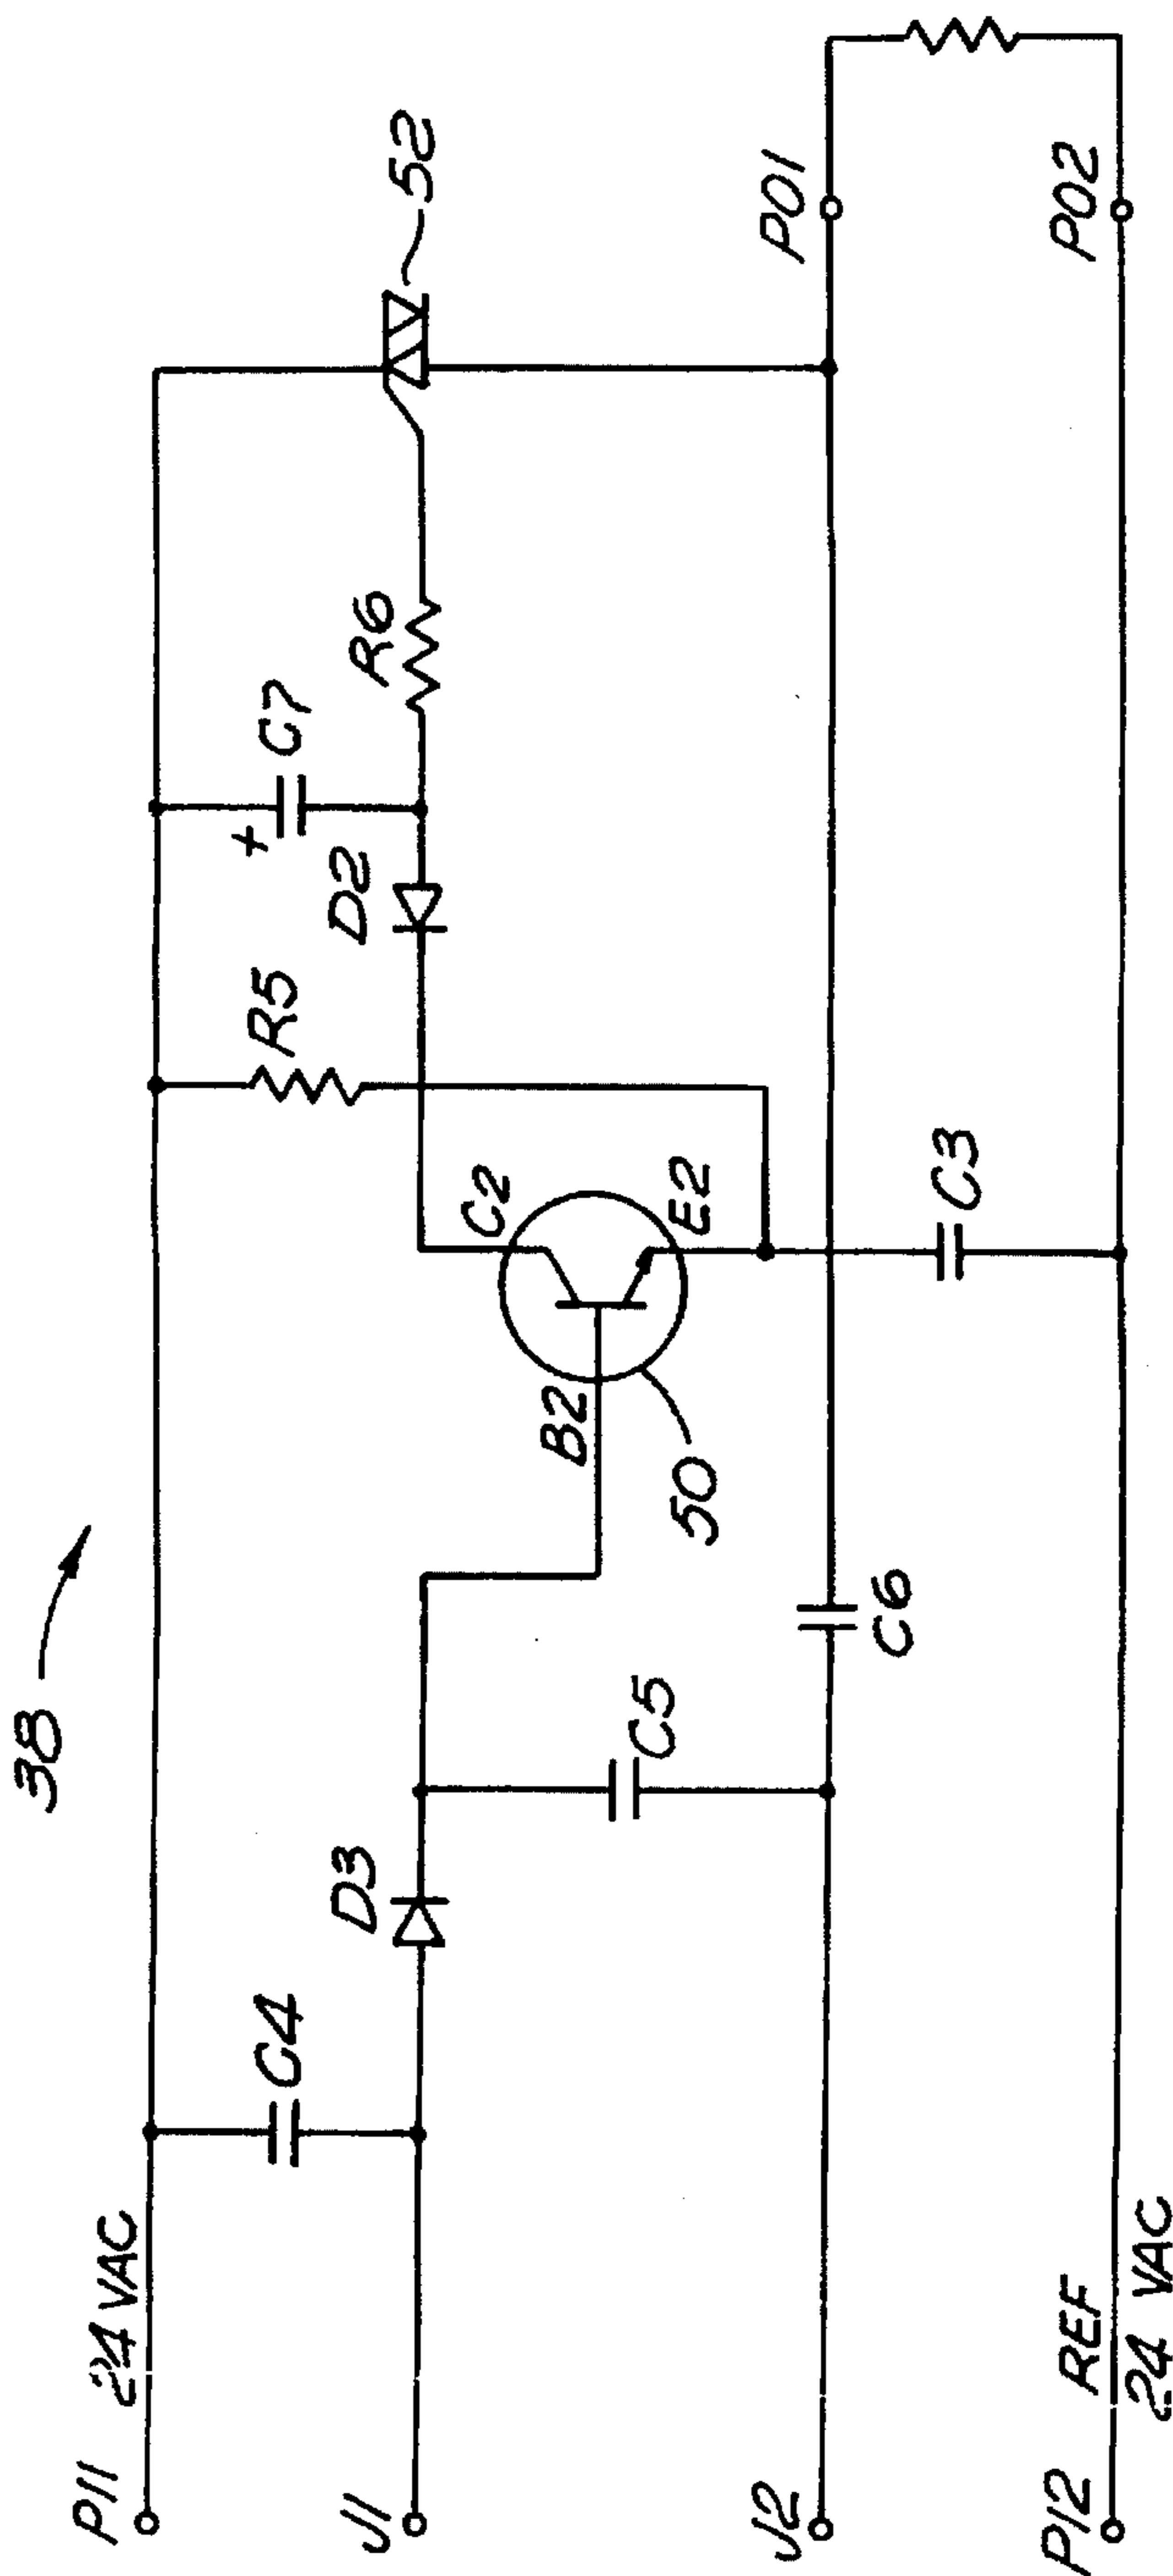 38
P11 24 VAC
J1
J2
P12 REF
24 VAC
C4
D3
C5
C6
B2
50
C2
E2
R5
D2
C7
R6
C3
52
P01
P02